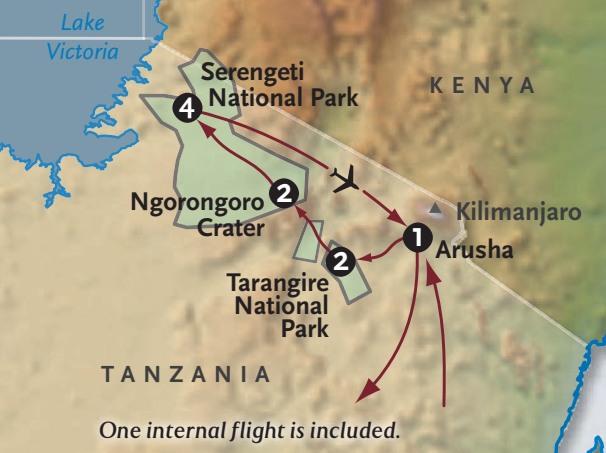 Lake
Victoria
KENYA
Serengeti
National Park
4
Ngorongoro
Crater
2
Kilimanjaro
1
Arusha
2
Tarangire
National
Park
TANZANIA
One internal flight is included.